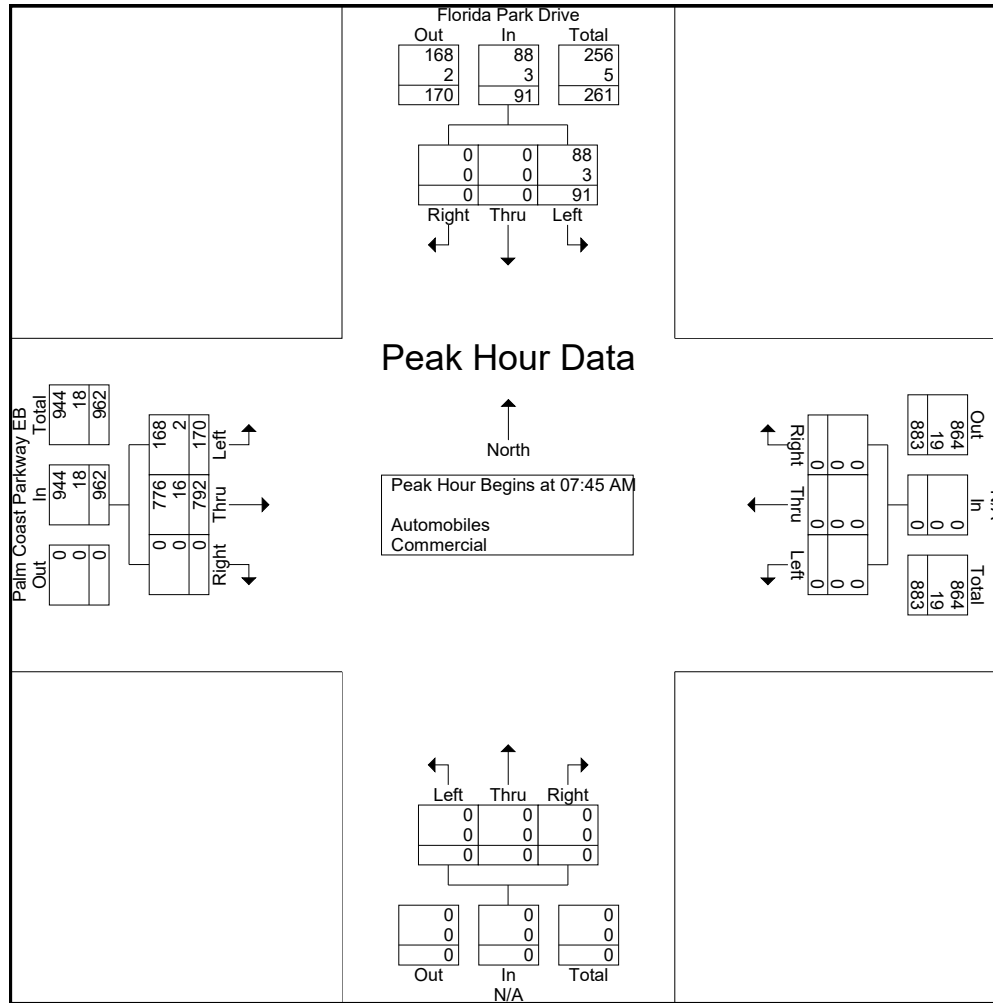 Florida Park Drive
Out In Total
168 88 256
2 3 5
170 91 261
0 0 88
0 0 3
0 0 91
Right Thru Left
Peak Hour Data
North
Peak Hour Begins at 07:45 AM
Automobiles
Commercial
Palm Coast Parkway EB
Out In Total
0 944 944
0 18 18
0 962 962
Right Thru Left
0 776 168
0 16 2
0 792 170
Out In Total
864 0 864
19 0 19
883 0 883
Right Thru Left
0 0 0
0 0 0
0 0 0
Left Thru Right
0 0 0
0 0 0
0 0 0
0 0 0
0 0 0
0 0 0
Out In Total
N/A